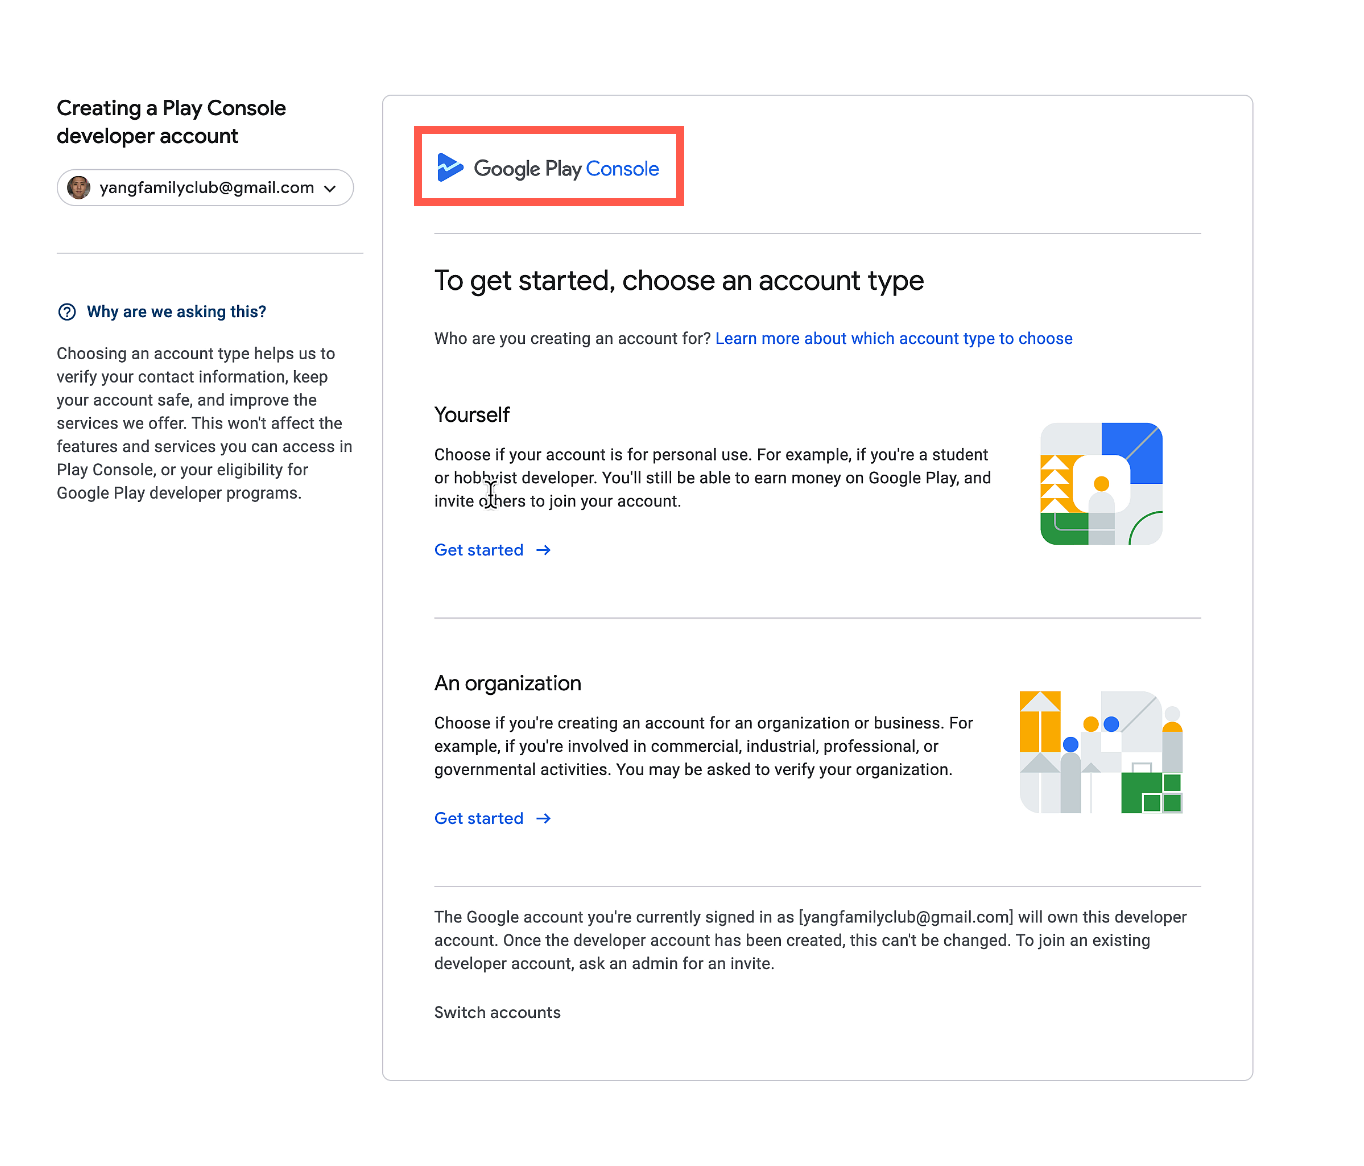 Creating a Play Console
developer account
yangfamilyclub@gmail.com
Why are we asking this?
Choosing an account type helps us to
verify your contact information, keep
your account safe, and improve the
services we offer. This won't affect the
features and services you can access in
Play Console, or your eligibility for
Google Play developer programs.
Google Play Console
To get started, choose an account type
Who are you creating an account for? Learn more about which account type to choose
Yourself
Choose if your account is for personal use. For example, if you're a student
or hobbyist developer. You'll still be able to earn money on Google Play, and
invite others to join your account.
Get started
An organization
Choose if you're creating an account for an organization or business. For
example, if you're involved in commercial, industrial, professional, or
governmental activities. You may be asked to verify your organization.
Get started
The Google account you're currently signed in as [yangfamilyclub@gmail.com] will own this developer
account. Once the developer account has been created, this can't be changed. To join an existing
developer account, ask an admin for an invite.
Switch accounts